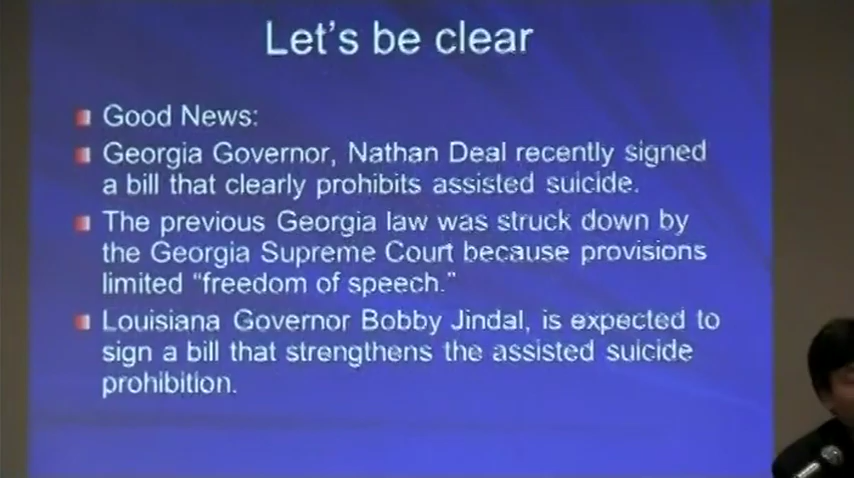 Let's be clear
Good News:
Georgia Governor, Nathan Deal recently signed
a bill that clearly prohibits assisted suicide.
The previous Georgia law was struck down by
the Georgia Supreme Court because provisions
limited “freedom of speech.”
Louisiana Governor Bobby Jindal, is expected to
sign a bill that strengthens the assisted suicide
prohibition.